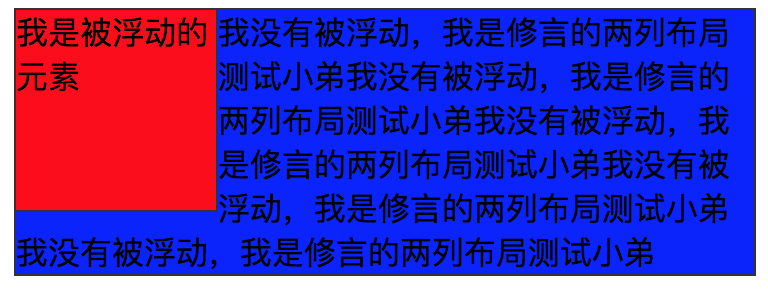 我是被浮动的
元素
我没有被浮动，我是修言的两列布局
测试小弟我没有被浮动，我是修言的
两列布局测试小弟我没有被浮动，我
是修言的两列布局测试小弟我没有被
浮动，我是修言的两列布局测试小弟
我没有被浮动，我是修言的两列布局测试小弟